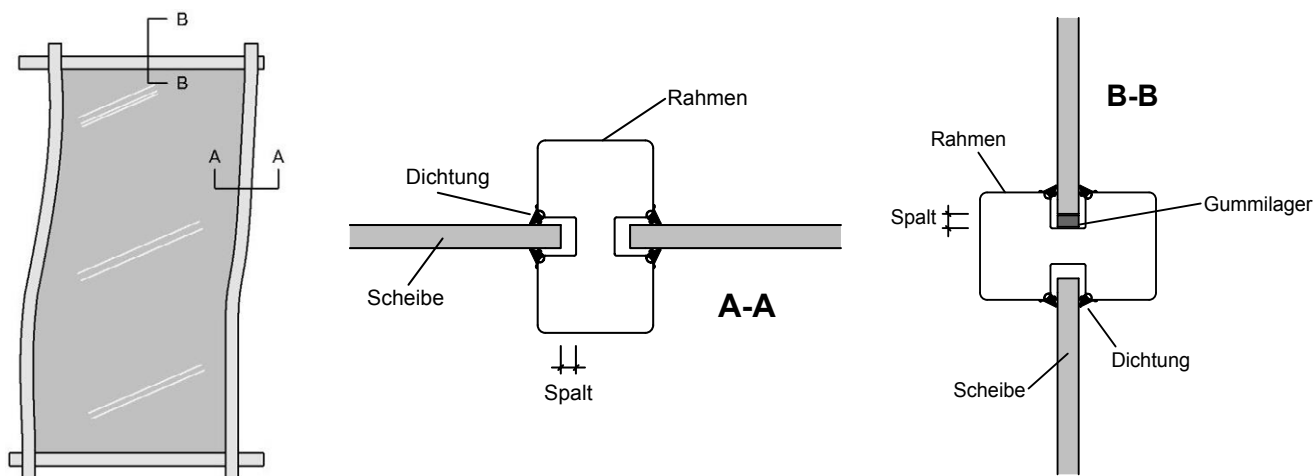 B
B
A
A
Rahmen
Dichtung
Scheibe
A-A
Spalt
B-B
Rahmen
Spalt
Gummilager
Dichtung
Scheibe